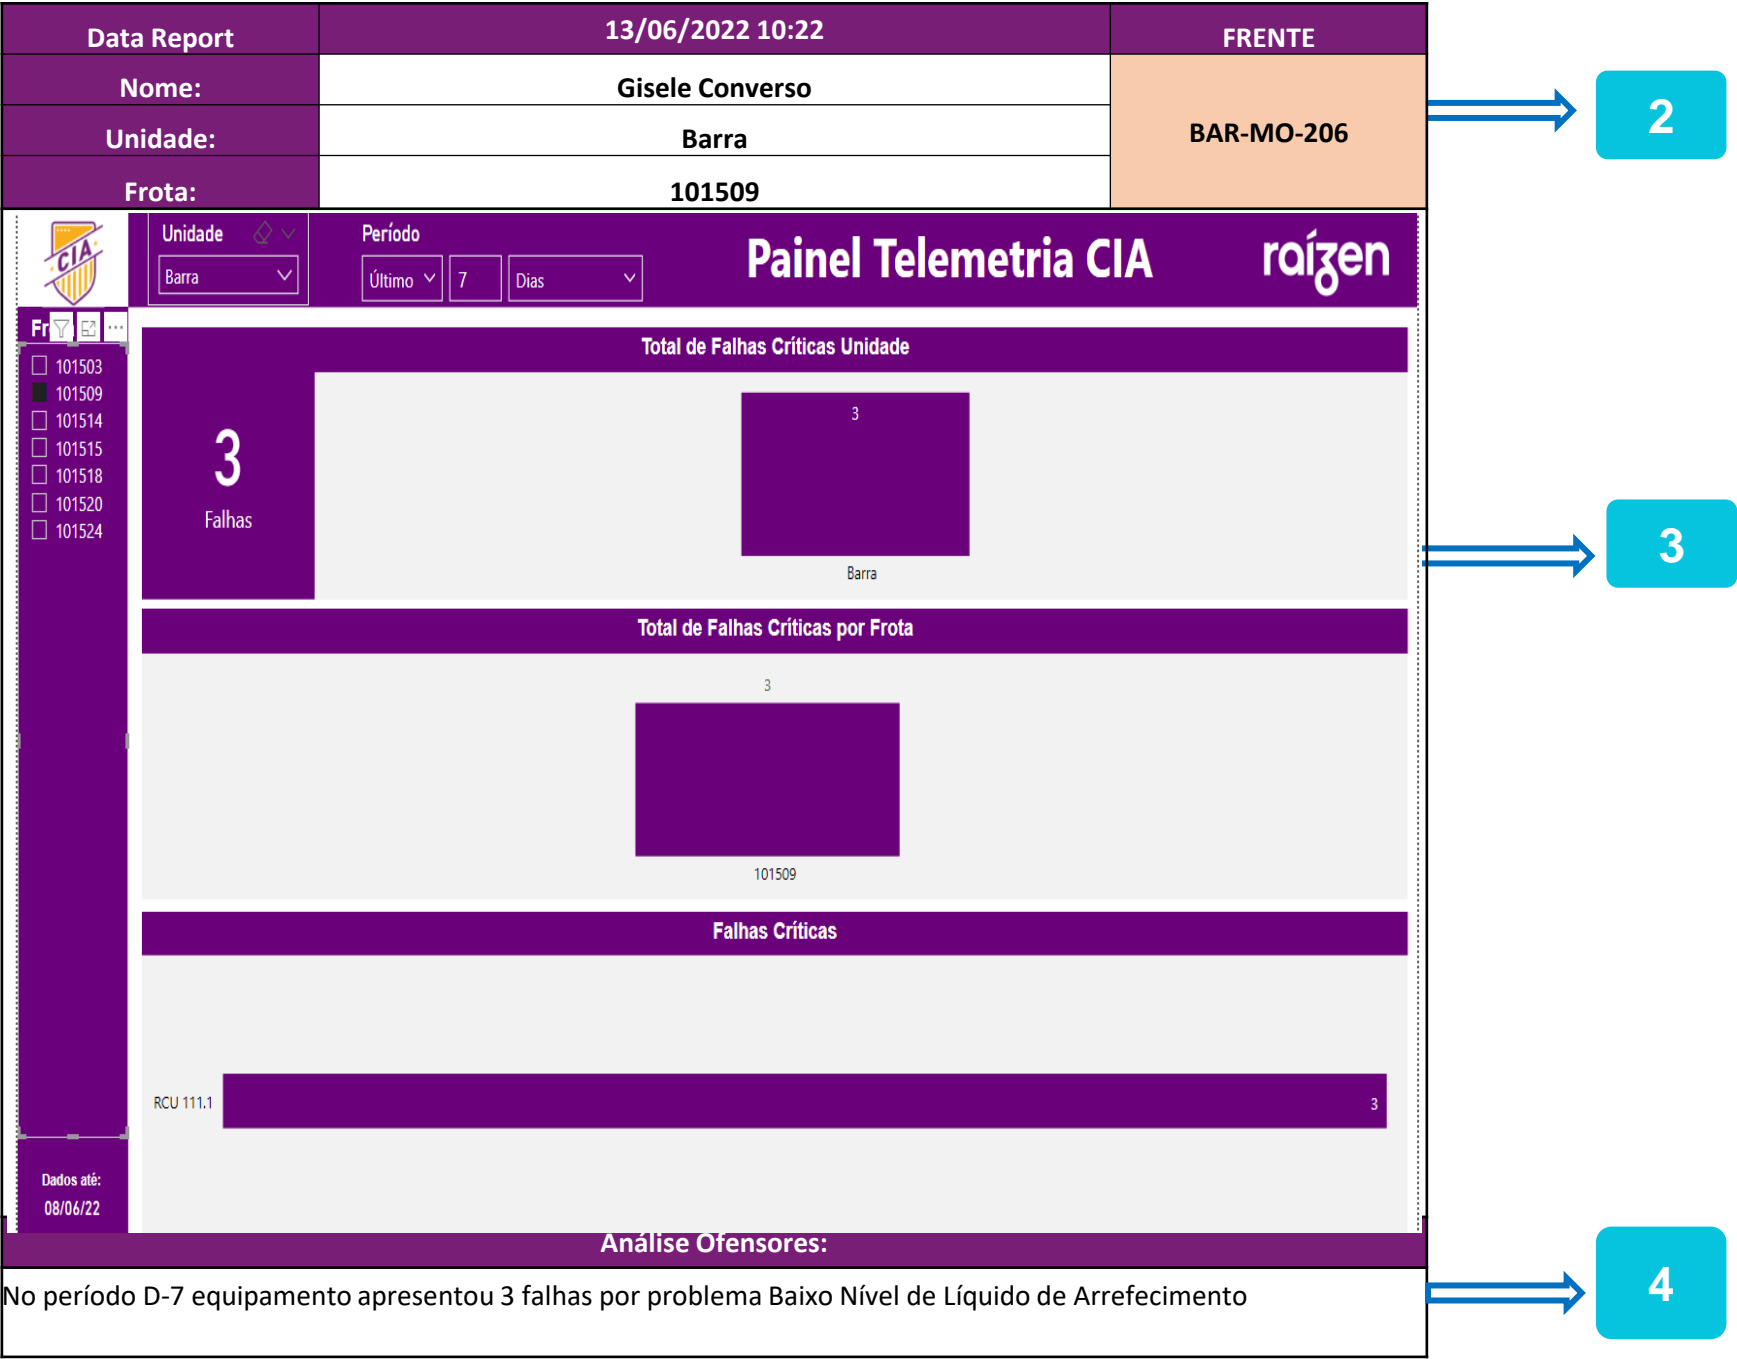 Data Report
13/06/2022 10:22
FRENTE
Nome:
Gisele Converso
BAR-MO-206
2
Unidade:
Barra
Frota:
101509
CIA
Unidade
Barra
Período
Último
7
Dias
Painel Telemetria CIA
raízen
Fr
101503
101509
101514
101515
101518
101520
101524
Total de Falhas Críticas Unidade
3
Falhas
3
Barra
3
Total de Falhas Críticas por Frota
3
101509
Falhas Críticas
RCU 111.1
3
Dados até:
08/06/22
Análise Ofensores:
No período D-7 equipamento apresentou 3 falhas por problema Baixo Nível de Líquido de Arrefecimento
4